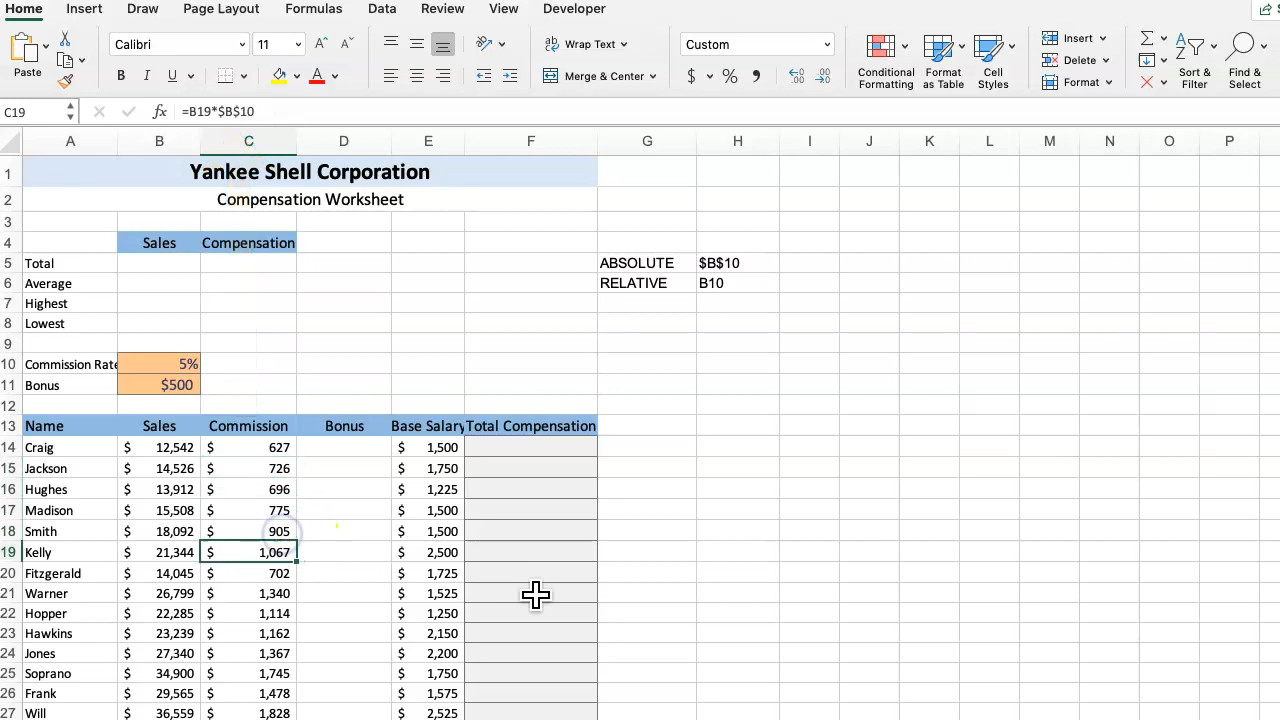 Home Insert Draw Page Layout Formulas Data Review View Developer
Paste Calibri 11 B I U A Wrap Text Merge & Center Custom $ % Conditional Formatting Format as Table Cell Styles Insert Delete Format Sort & Filter Find & Select
C19 fx =B19*$B$10
A B C D E F G H I J K L M N O P
1 Yankee Shell Corporation
2 Compensation Worksheet
3
4 Sales Compensation
5 Total ABSOLUTE $B$10
6 Average RELATIVE B10
7 Highest
8 Lowest
9
10 Commission Rate 5%
11 Bonus $500
12
13 Name Sales Commission Bonus Base Salary Total Compensation
14 Craig $ 12,542 $ 627 $ 1,500
15 Jackson $ 14,526 $ 726 $ 1,750
16 Hughes $ 13,912 $ 696 $ 1,225
17 Madison $ 15,508 $ 775 $ 1,500
18 Smith $ 18,092 $ 905 $ 1,500
19 Kelly $ 21,344 $ 1,067 $ 2,500
20 Fitzgerald $ 14,045 $ 702 $ 1,725
21 Warner $ 26,799 $ 1,340 $ 1,525
22 Hopper $ 22,285 $ 1,114 $ 1,250
23 Hawkins $ 23,239 $ 1,162 $ 2,150
24 Jones $ 27,340 $ 1,367 $ 2,200
25 Soprano $ 34,900 $ 1,745 $ 1,750
26 Frank $ 29,565 $ 1,478 $ 1,575
27 Will $ 36,559 $ 1,828 $ 2,525